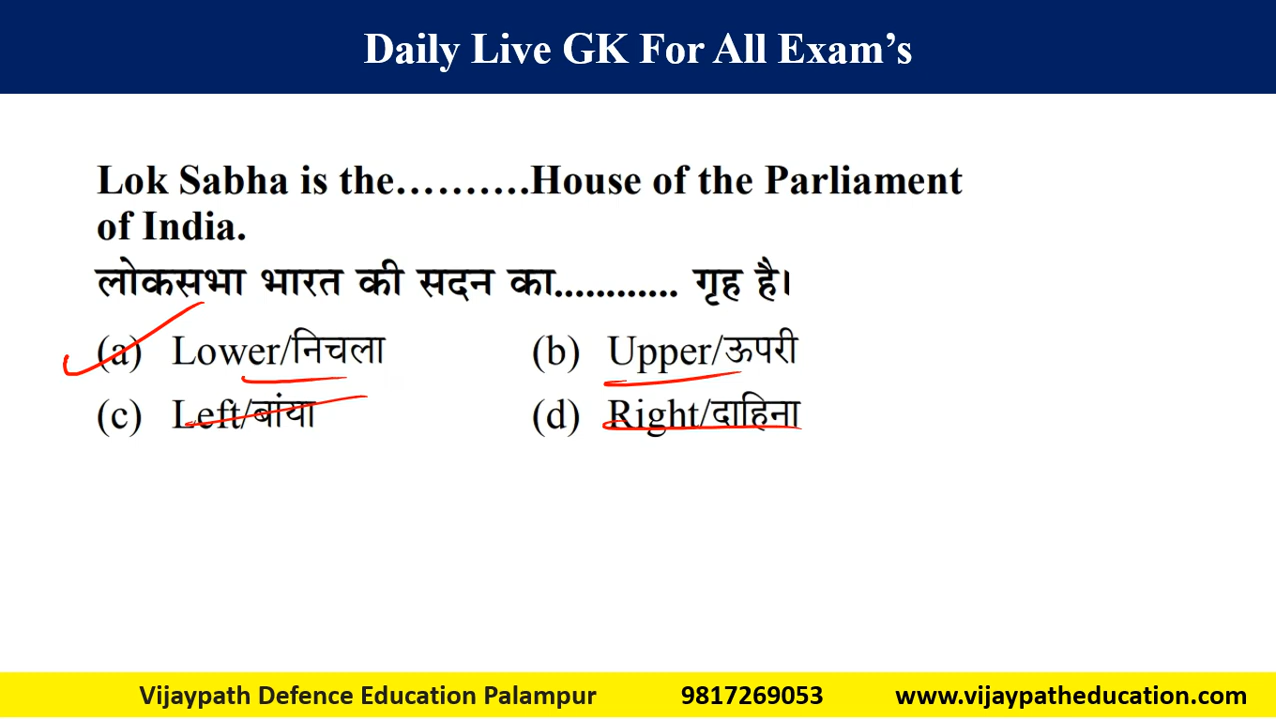 Daily Live GK For All Exam's
Lok Sabha is the..........House of the Parliament
of India.
लोकसभा भारत की सदन का............ गृह है।
(a) Lower/निचला (b) Upper/ऊपरी
(c) Left/बांया (d) Right/दाहिना
Vijaypath Defence Education Palampur 9817269053 www.vijaypatheducation.com